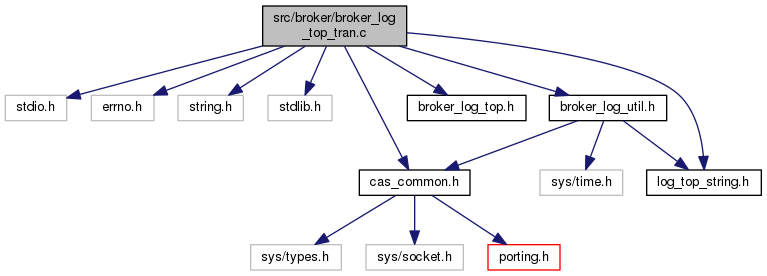 src/broker/broker_log
_top_tran.c
stdio.h
errno.h
string.h
stdlib.h
broker_log_top.h
broker_log_util.h
cas_common.h
sys/time.h
log_top_string.h
sys/types.h
sys/socket.h
porting.h